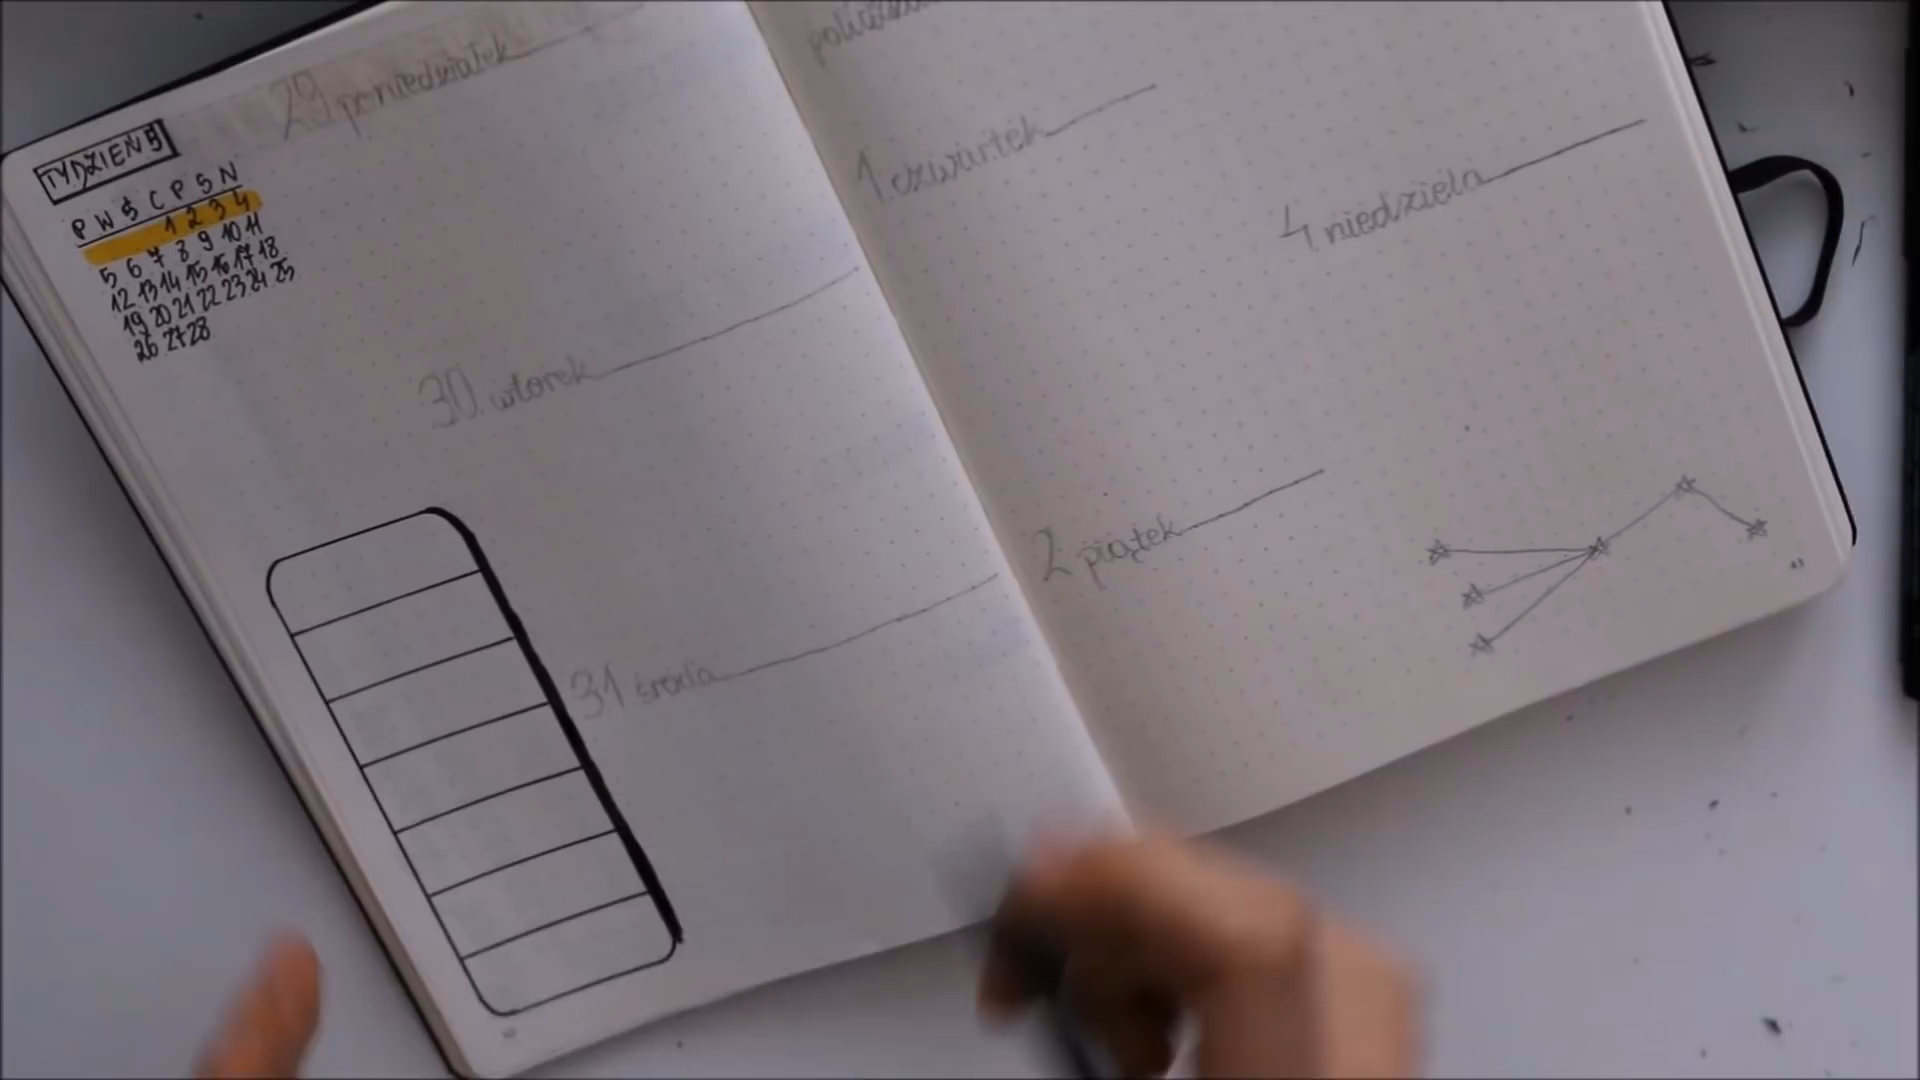 TYDZIEŃ 5
P W Ś C P S N
1 2 3 4
5 6 7 8 9 10 11
12 13 14 15 16 17 18
19 20 21 22 23 24 25
26 27 28
29 poniedziałek
30 wtorek
31 środa
1 czwartek
2 piątek
4 niedziela